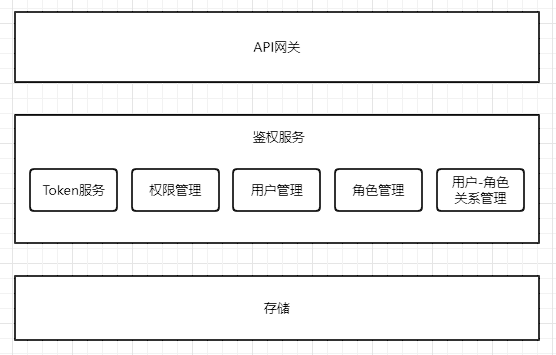 API网关
鉴权服务
Token服务
权限管理
用户管理
角色管理
用户-角色
关系管理
存储